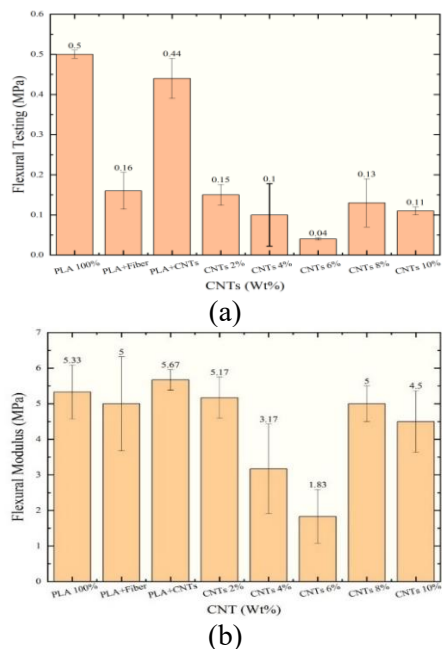 0.6
0.5
0.4
0.3
0.2
0.1
0.0
Flexural Testing (MPa)
0.5
0.16
0.44
0.15
0.1
0.04
0.13
0.11
PLA 100%
PLA+Fiber
PLA+CNTs
CNTs 2%
CNTs 4%
CNTs 6%
CNTs 8%
CNTs 10%
CNTs (Wt%)
(a)
7
6
5
4
3
2
1
0
Flexural Modulus (MPa)
5.33
5
5.67
5.17
3.17
1.83
5
4.5
PLA 100%
PLA+Fiber
PLA+CNTs
CNTs 2%
CNTs 4%
CNTs 6%
CNTs 8%
CNTs 10%
CNT (Wt%)
(b)